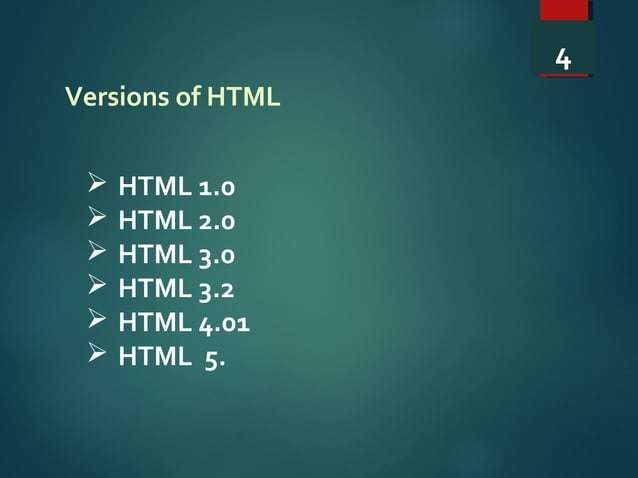 4
Versions of HTML
➢ HTML 1.0
➢ HTML 2.0
➢ HTML 3.0
➢ HTML 3.2
➢ HTML 4.01
➢ HTML 5.